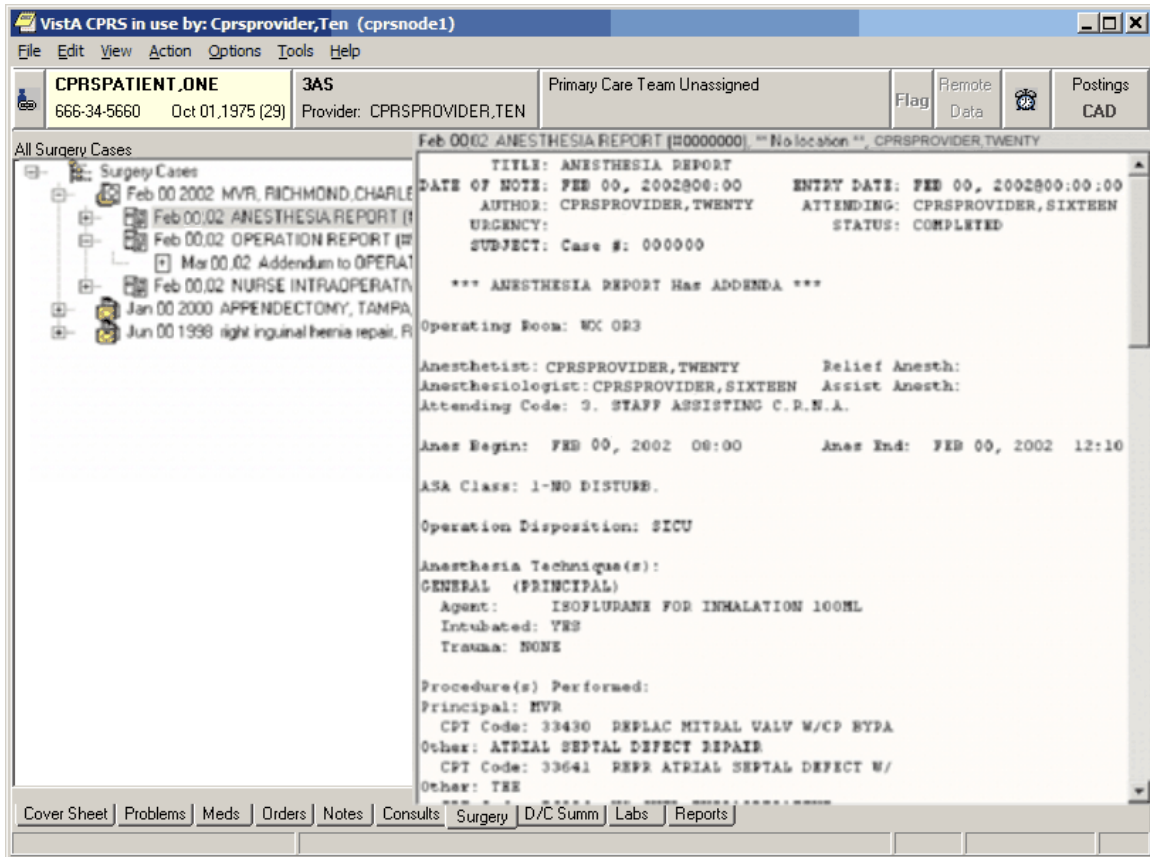 VistA CPRS in use by: Cprsprovider,Ten (cprsnode1)
File Edit View Action Options Tools Help
CPRSPATIENT,ONE
666-34-5660 Oct 01,1975 (29)
3AS
Provider: CPRSPROVIDER,TEN
Primary Care Team Unassigned
Flag
Remote
Data
Postings
CAD
All Surgery Cases
Surgery Cases
Feb 00 2002 MVR, RICHMOND,CHARLE
Feb 00,02 ANESTHESIA REPORT (
Feb 00,02 OPERATION REPORT (#
Mar 00,02 Addendum to OPERAT
Feb 00,02 NURSE INTRAOPERATIV
Jan 00 2000 APPENDECTOMY, TAMPA,
Jun 00 1998 right inguinal hernia repair, R
Feb 00,02 ANESTHESIA REPORT (#0000000), ** No location **, CPRSPROVIDER,TWENTY
TITLE: ANESTHESIA REPORT
DATE OF NOTE: FEB 00, 2002@08:00 ENTRY DATE: FEB 00, 2002@00:00:00
AUTHOR: CPRSPROVIDER,TWENTY ATTENDING: CPRSPROVIDER,SIXTEEN
URGENCY: STATUS: COMPLETED
SUBJECT: Case #: 000000
*** ANESTHESIA REPORT Has ADDENDA ***
Operating Room: WX OR3
Anesthetist: CPRSPROVIDER,TWENTY Relief Anesth:
Anesthesiologist: CPRSPROVIDER,SIXTEEN Assist Anesth:
Attending Code: 3. STAFF ASSISTING C.R.N.A.
Anes Begin: FEB 00, 2002 08:00 Anes End: FEB 00, 2002 12:10
ASA Class: 1-NO DISTURB.
Operation Disposition: SICU
Anesthesia Technique(s):
GENERAL (PRINCIPAL)
Agent: ISOFLURANE FOR INHALATION 100ML
Intubated: YES
Trauma: NONE
Procedure(s) Performed:
Principal: MVR
CPT Code: 33430 REPLAC MITRAL VALV W/CP BYPA
Other: ATRIAL SEPTAL DEFECT REPAIR
CPT Code: 33641 REPR ATRIAL SEPTAL DEFECT W/
Other: TEE
Cover Sheet Problems Meds Orders Notes Consults Surgery D/C Summ Labs Reports